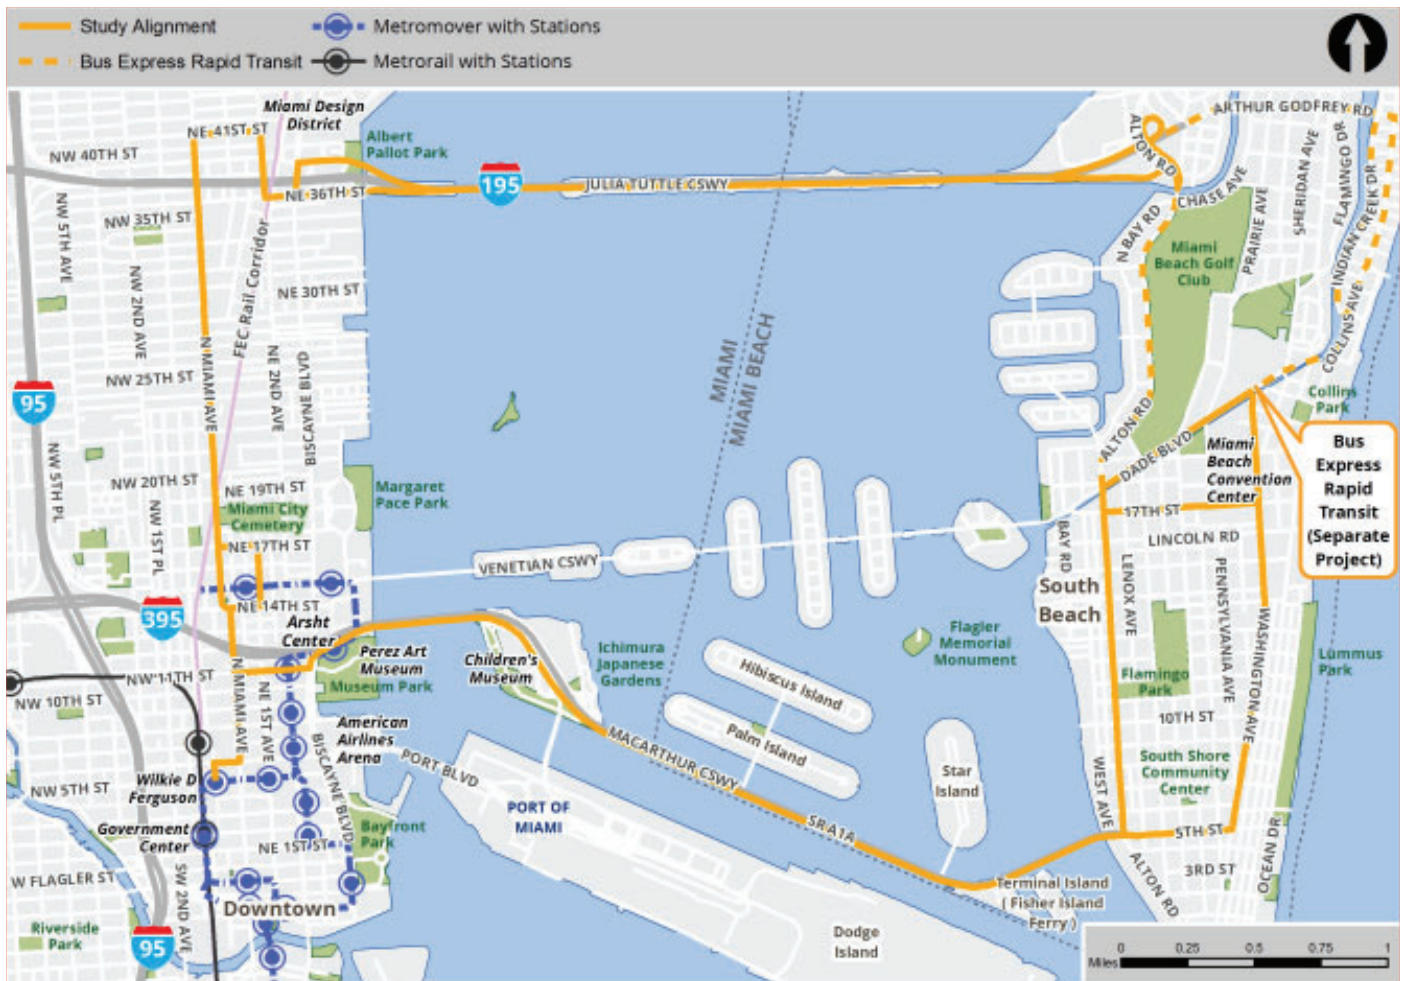 Study Alignment
Metromover with Stations
Bus Express Rapid Transit
Metrorail with Stations
Miami Design
District
NE 41ST ST
Albert
Pallot Park
NW 40TH ST
ALTON RD
ARTHUR GODFREY RD
195
JULIA TUTTLE CSWY
NE 36TH ST
CHASE AVE
SHERIDAN AVE
FLAMINGO DR
INDIAN CREEK DR
PRAIRIE AVE
NW 5TH AVE
NW 35TH ST
FEC Rail Corridor
N BAY RD
Miami
Beach Golf
Club
NW 2ND AVE
NE 30TH ST
N MIAMI AVE
NE 2ND AVE
BISCAYNE BLVD
MIAMI
MIAMI BEACH
COLLINS AVE
NW 25TH ST
95
Collins
Park
ALTON RD
DADE BLVD
Miami
Beach
Convention
Center
Bus
Express
Rapid
Transit
(Separate
Project)
NW 5TH PL
NW 20TH ST
NE 19TH ST
Miami City
Cemetery
Margaret
Pace Park
NW 1ST PL
NE 17TH ST
17TH ST
LINCOLN RD
BAY RD
VENETIAN CSWY
South
Beach
LENOX AVE
PENNSYLVANIA AVE
WASHINGTON AVE
395
NE 14TH ST
Arsht
Center
Perez Art
Museum
Museum Park
Children's
Museum
Ichimura
Japanese
Gardens
Flagler
Memorial
Monument
Lummus
Park
Flamingo
Park
NW 11TH ST
NW 10TH ST
N MIAMI AVE
NE 1ST AVE
Hibiscus Island
Palm Island
10TH ST
American
Airlines
Arena
BISCAYNE BLVD
PORT BLVD
MACARTHUR CSWY
Star
Island
WEST AVE
South Shore
Community
Center
Wilkie D
Ferguson
NW 5TH ST
PORT OF
MIAMI
SR A1A
5TH ST
OCEAN DR
Government
Center
NE 1ST ST
Bayfront
Park
3RD ST
ALTON RD
W FLAGLER ST
SW 2ND AVE
Downtown
Terminal Island
( Fisher Island
Ferry )
Riverside
Park
95
Dodge
Island
0 0.25 0.5 0.75 1
Miles